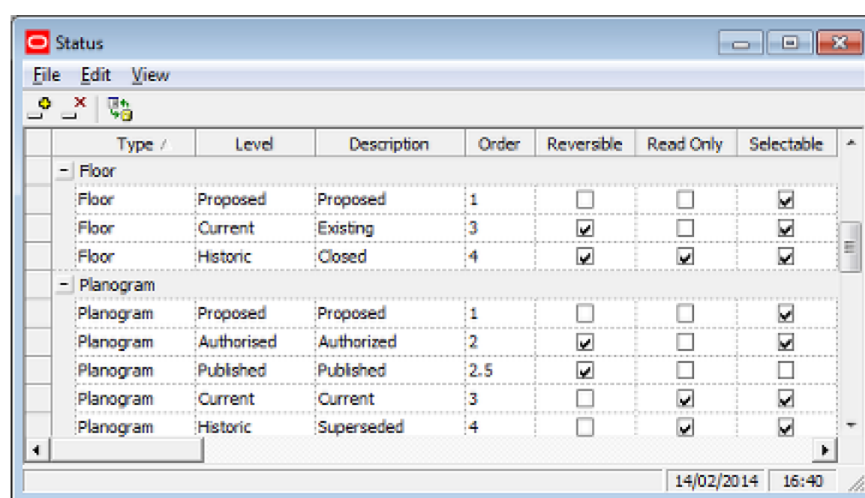 Status
File Edit View
Type Level Description Order Reversible Read Only Selectable
Floor
Floor Proposed Proposed 1
Floor Current Existing 3
Floor Historic Closed 4
Planogram
Planogram Proposed Proposed 1
Planogram Authorised Authorized 2
Planogram Published Published 2.5
Planogram Current Current 3
Planogram Historic Superseded 4
14/02/2014 16:40